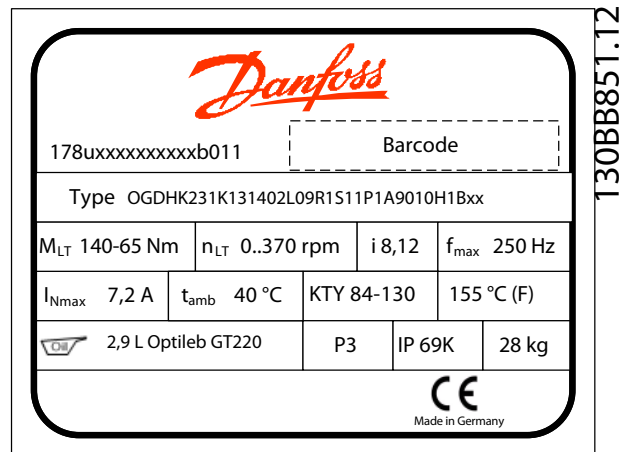 Danfoss
178uxxxxxxxxxxb011
Barcode
Type OGDHK231K131402L09R1S11P1A9010H1Bxx
MLT 140-65 Nm nLT 0..370 rpm i 8,12 fmax 250 Hz
INmax 7,2 A tamb 40 °C KTY 84-130 155 °C (F)
Oil 2,9 L Optileb GT220 P3 IP 69K 28 kg
CE
Made in Germany
130BB851.12